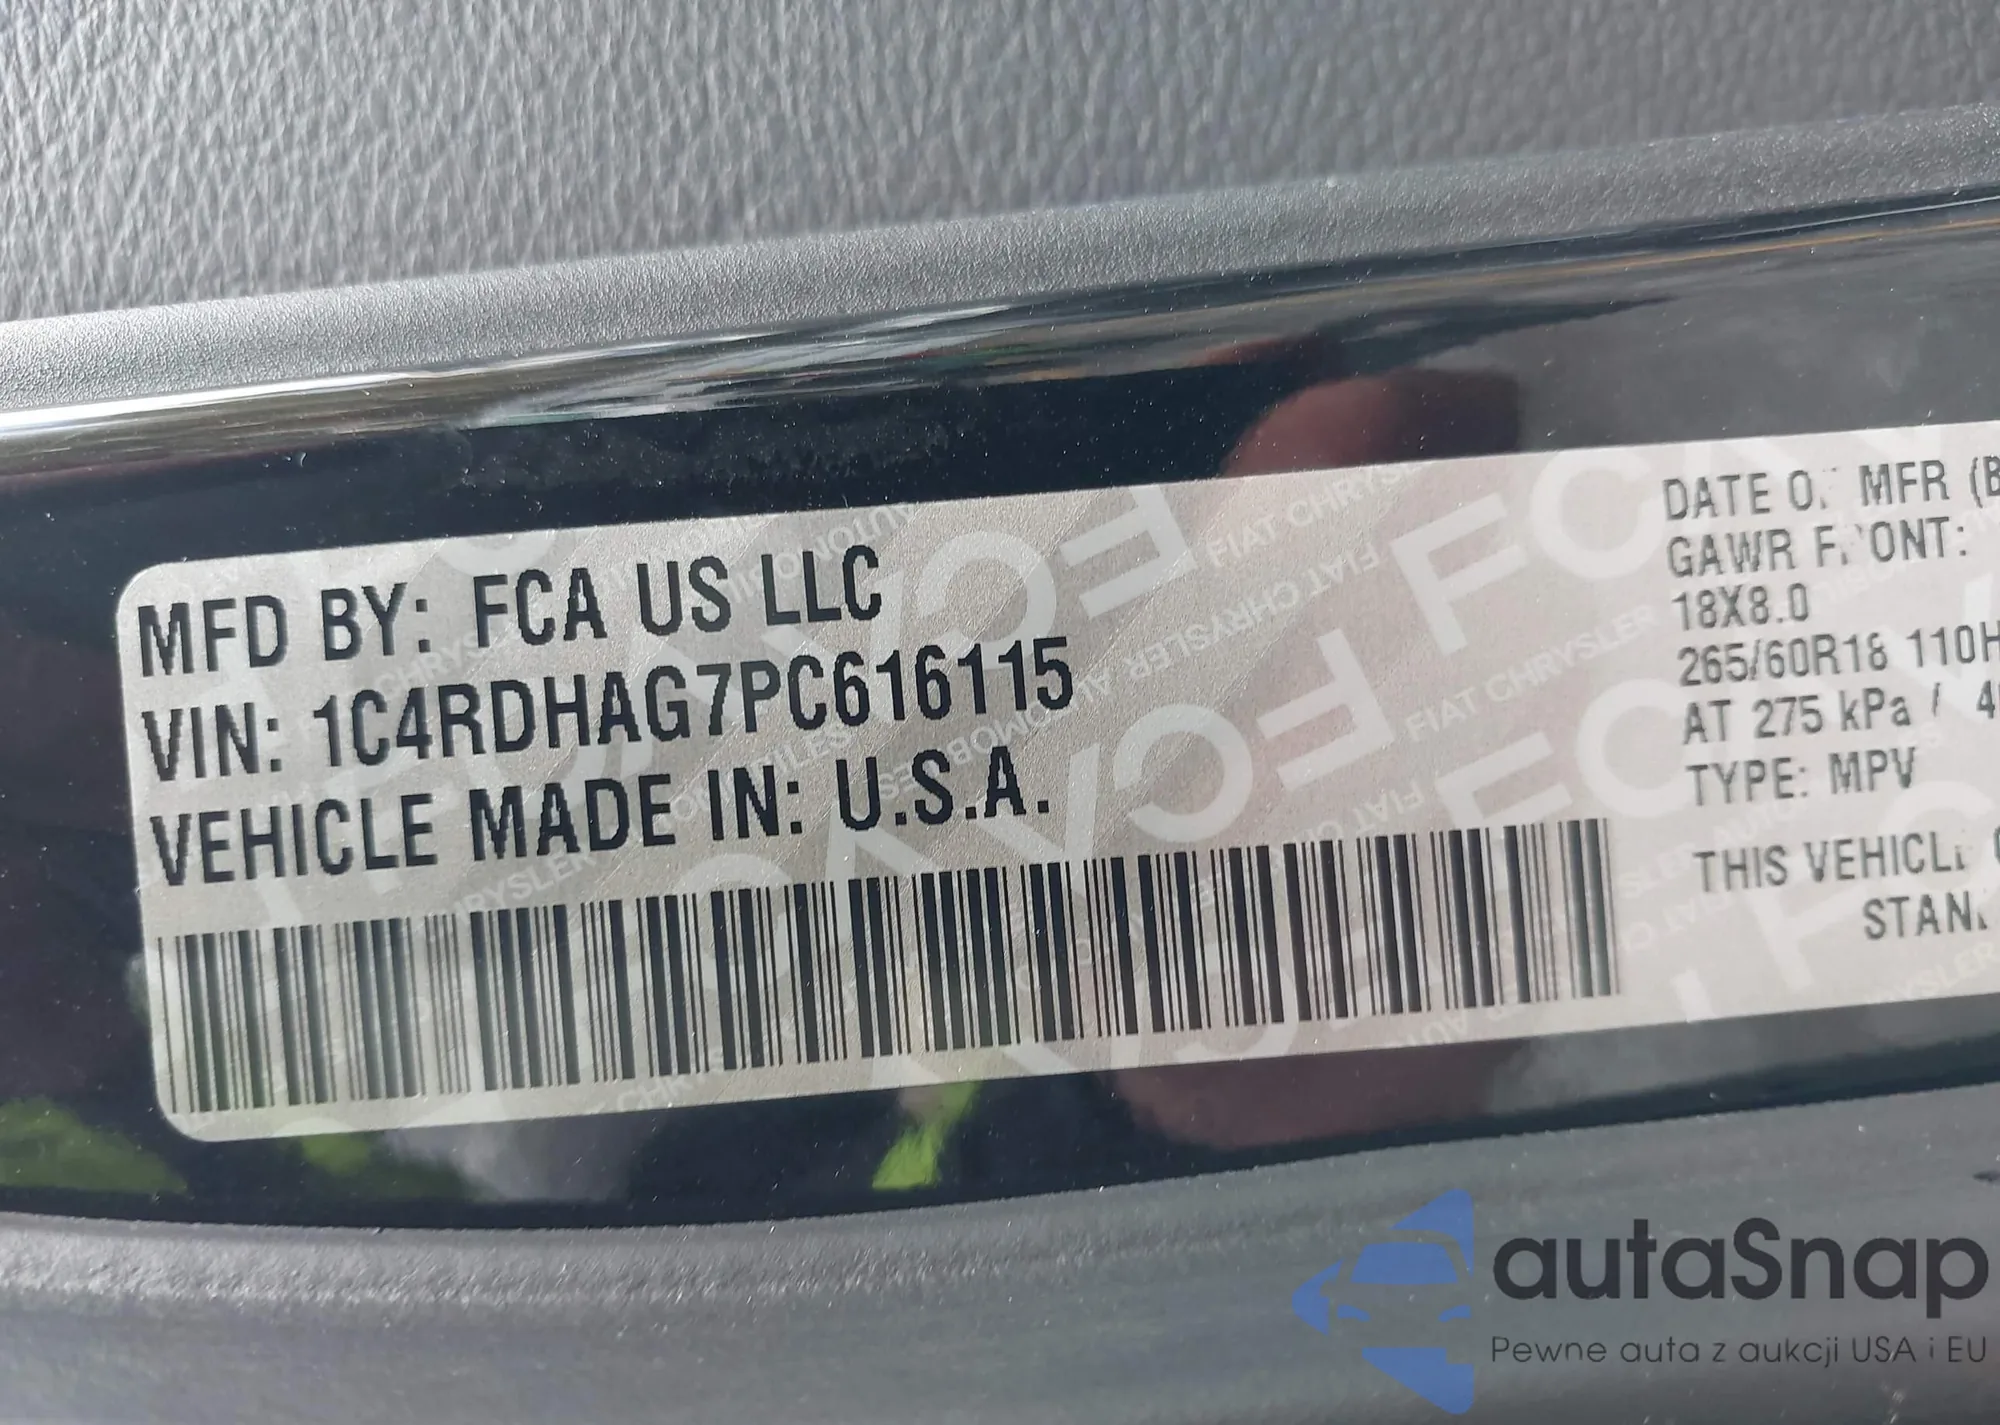 MFD BY: FCA US LLC
VIN: 1C4RDHAG7PC616115
VEHICLE MADE IN: U.S.A.
DATE OF MFR (B
GAWR FRONT:
18X8.0
265/60R18 110H
AT 275 kPa /
TYPE: MPV
THIS VEHICLE
autaSnap
Pewne auta z aukcji USA i EU